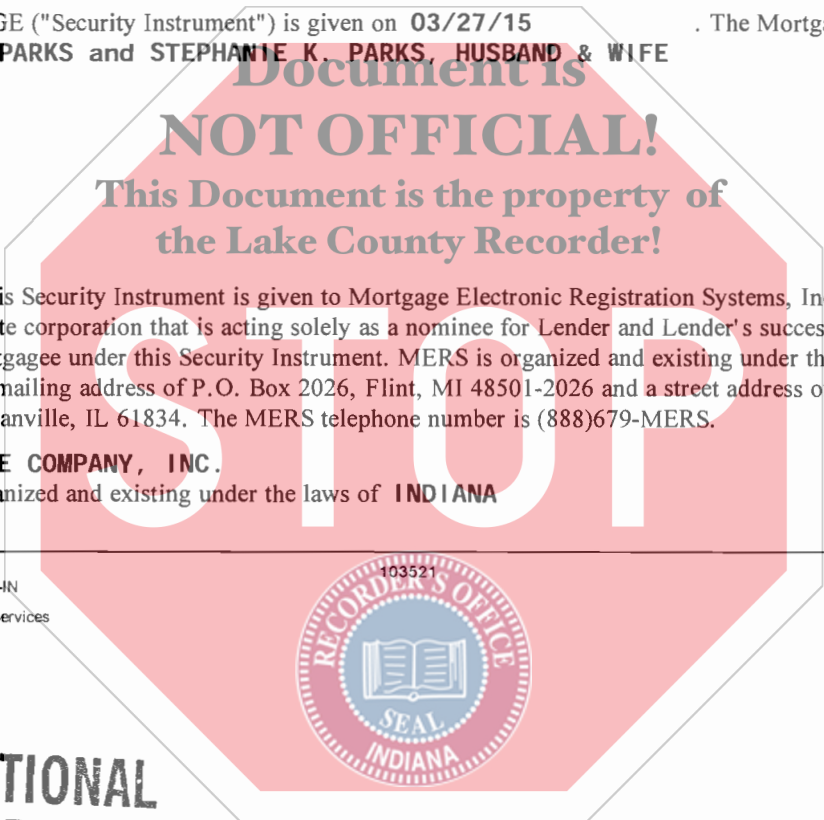 GE ("Security Instrument") is given on 03/27/15 . The Mortga
PARKS and STEPHANIE K. PARKS, HUSBAND & WIFE
Document is
NOT OFFICIAL!
This Document is the property of
the Lake County Recorder!
is Security Instrument is given to Mortgage Electronic Registration Systems, Inc
te corporation that is acting solely as a nominee for Lender and Lender's succes
tgagee under this Security Instrument. MERS is organized and existing under th
mailing address of P.O. Box 2026, Flint, MI 48501-2026 and a street address o
anville, IL 61834. The MERS telephone number is (888)679-MERS.
STOP
E COMPANY, INC.
nized and existing under the laws of INDIANA
103521
-IN
ervices
RECORDER'S OFFICE
SEAL
INDIANA
TIONAL